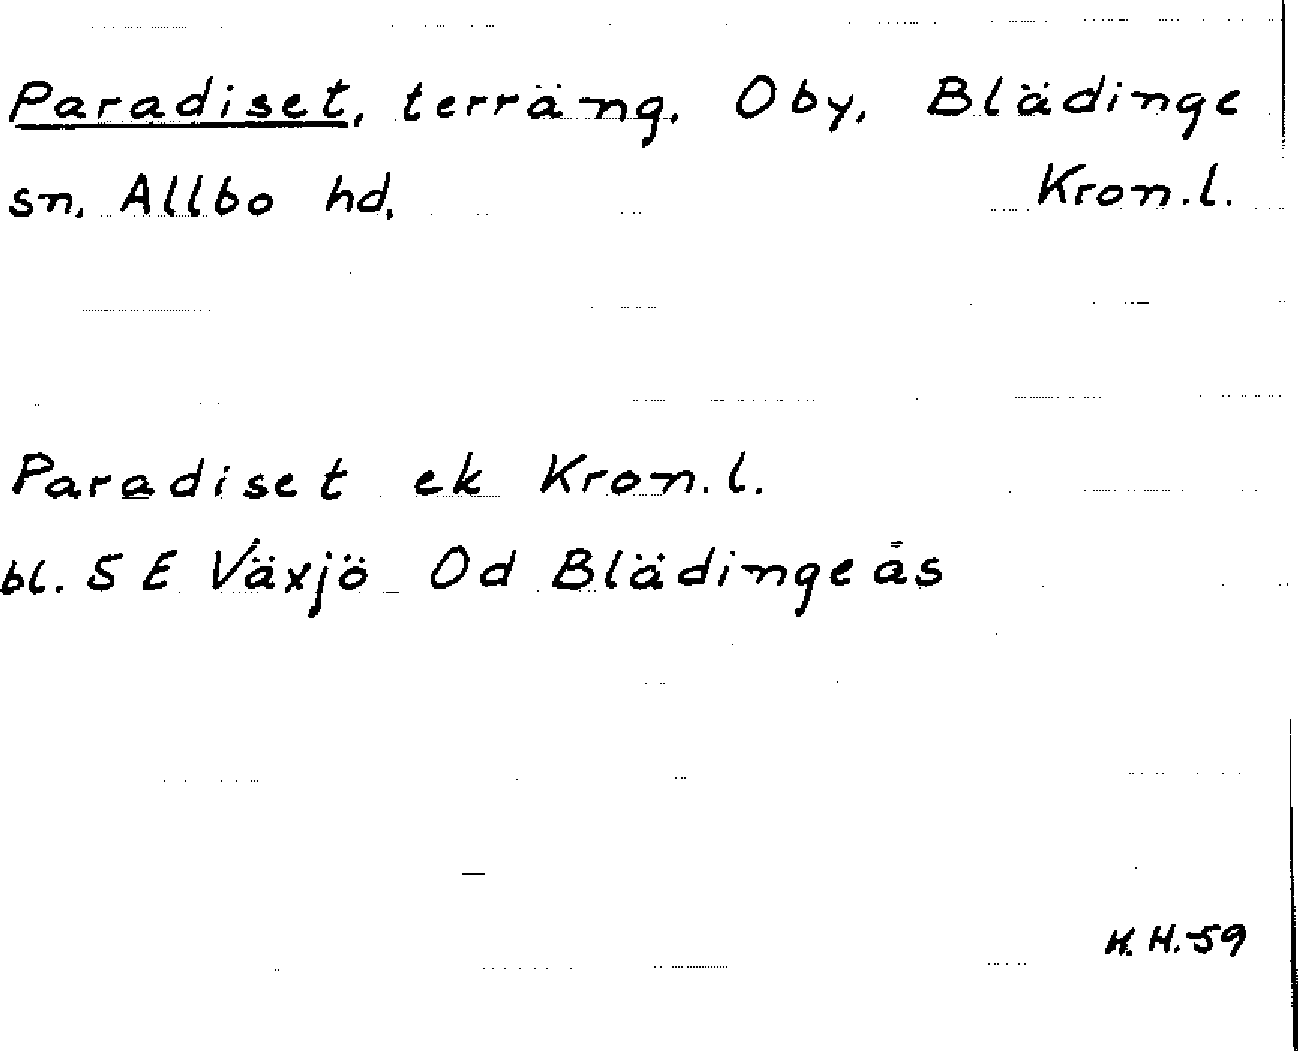 Paradiset, terräng, Oby, Blädinge
sn, Allbo hd, Kron.l.
Paradiset ek Kron.l.
bl. 5 E Växjö Od Blädingeås
K.H.59